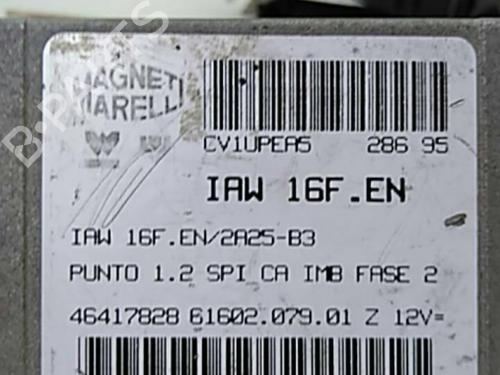 MAGNETI
MARELLI
CV1UPEA5 286 95
IAW 16F.EN
IAW 16F.EN/2A25-B3
PUNTO 1.2 SPI CA IMB FASE 2
46417828 61602.079.01 Z 12V=
B-PARTS